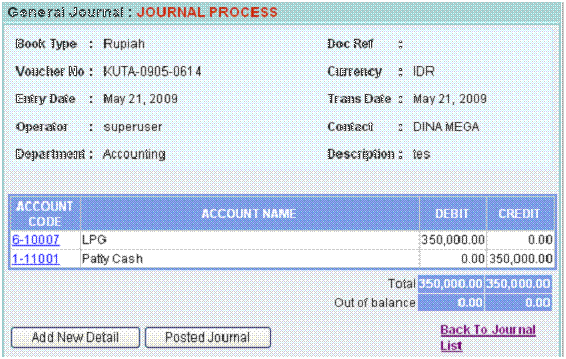 General Journal : JOURNAL PROCESS
Book Type : Rupiah Doc Reff :
Voucher No : KUTA-0905-0614 Currency : IDR
Entry Date : May 21, 2009 Trans Date : May 21, 2009
Operator : superuser Contact : DINA MEGA
Department : Accounting Description : tes
ACCOUNT CODE ACCOUNT NAME DEBIT CREDIT
6-10007 LPG 350,000.00 0.00
1-11001 Patty Cash 0.00 350,000.00
Total 350,000.00 350,000.00
Out of balance 0.00 0.00
Add New Detail Posted Journal Back To Journal
List